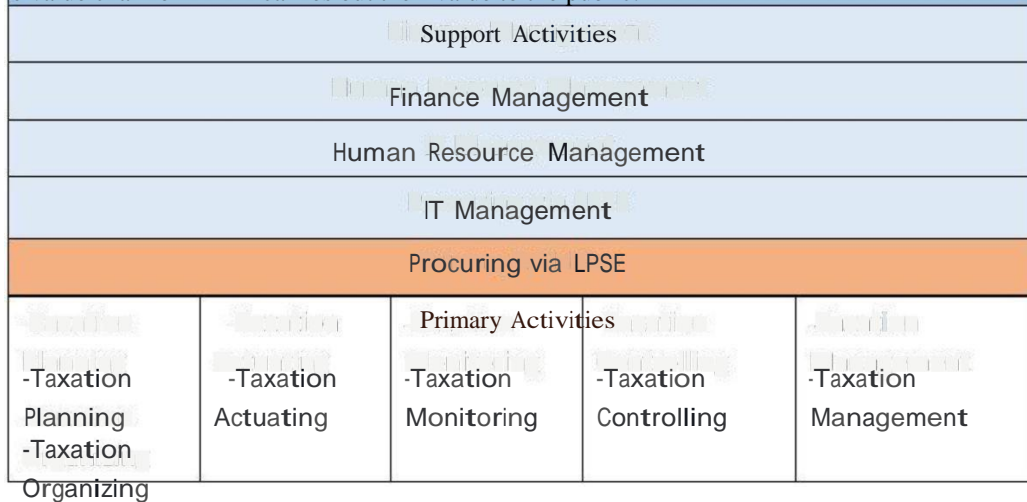 Support Activities
Finance Management
Human Resource Management
IT Management
Procuring via LPSE
Primary Activities
-Taxation
Planning
-Taxation
Organizing
-Taxation
Actuating
-Taxation
Monitoring
-Taxation
Controlling
-Taxation
Management